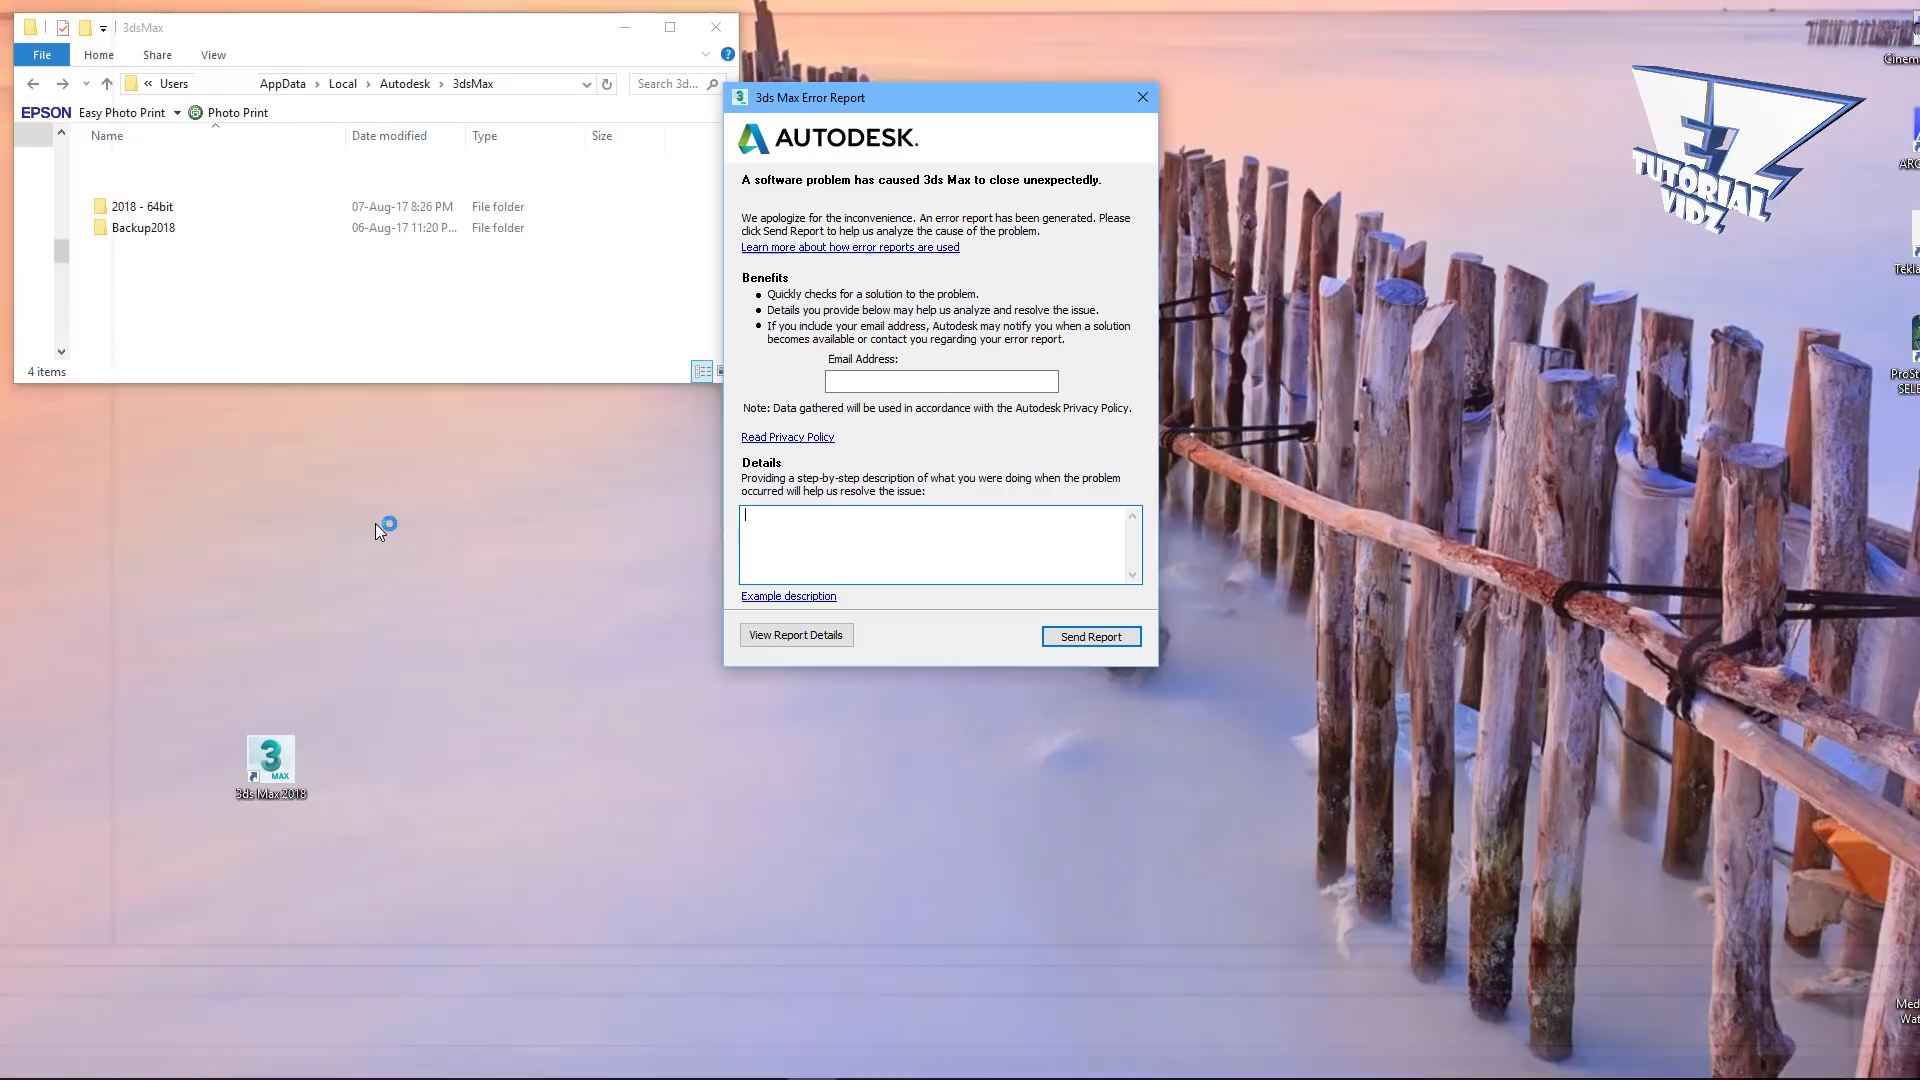 3dsMax
File Home Share View
« Users AppData › Local › Autodesk › 3dsMax Search 3d...
EPSON Easy Photo Print Photo Print
Name Date modified Type Size
2018 - 64bit 07-Aug-17 8:26 PM File folder
Backup2018 06-Aug-17 11:20 P... File folder
4 items
3ds Max Error Report
AUTODESK.
A software problem has caused 3ds Max to close unexpectedly.
We apologize for the inconvenience. An error report has been generated. Please
click Send Report to help us analyze the cause of the problem.
Learn more about how error reports are used
Benefits
• Quickly checks for a solution to the problem.
• Details you provide below may help us analyze and resolve the issue.
• If you include your email address, Autodesk may notify you when a solution
becomes available or contact you regarding your error report.
Email Address:
Note: Data gathered will be used in accordance with the Autodesk Privacy Policy.
Read Privacy Policy
Details
Providing a step-by-step description of what you were doing when the problem
occurred will help us resolve the issue:
Example description
View Report Details Send Report
3 MAX
3ds Max 2018
TUTORIAL
VIDZ
Cinem
ARC
Tekla
ProSt
SELE
Med
Wat